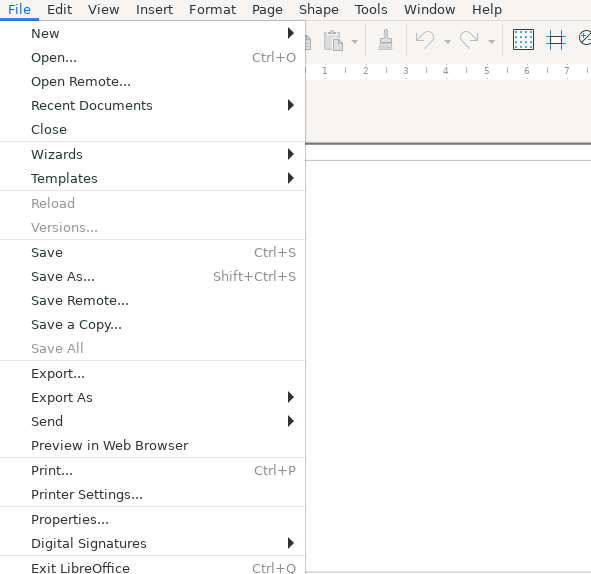 File Edit View Insert Format Page Shape Tools Window Help
1 2 3 4 5 6 7
New
Open... Ctrl+O
Open Remote...
Recent Documents
Close
Wizards
Templates
Reload
Versions...
Save Ctrl+S
Save As... Shift+Ctrl+S
Save Remote...
Save a Copy...
Save All
Export...
Export As
Send
Preview in Web Browser
Print... Ctrl+P
Printer Settings...
Properties...
Digital Signatures
Exit LibreOffice Ctrl+Q